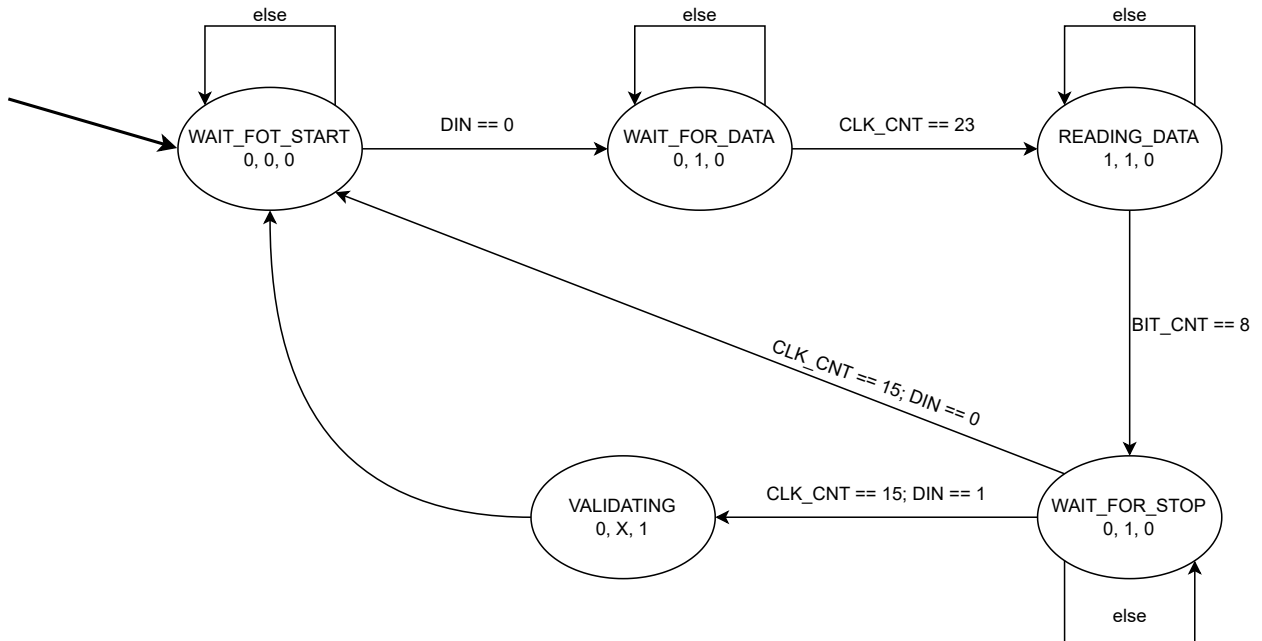 else
else
else
WAIT_FOT_START
0, 0, 0
DIN == 0
WAIT_FOR_DATA
0, 1, 0
CLK_CNT == 23
READING_DATA
1, 1, 0
BIT_CNT == 8
CLK_CNT == 15; DIN == 0
VALIDATING
0, X, 1
CLK_CNT == 15; DIN == 1
WAIT_FOR_STOP
0, 1, 0
else